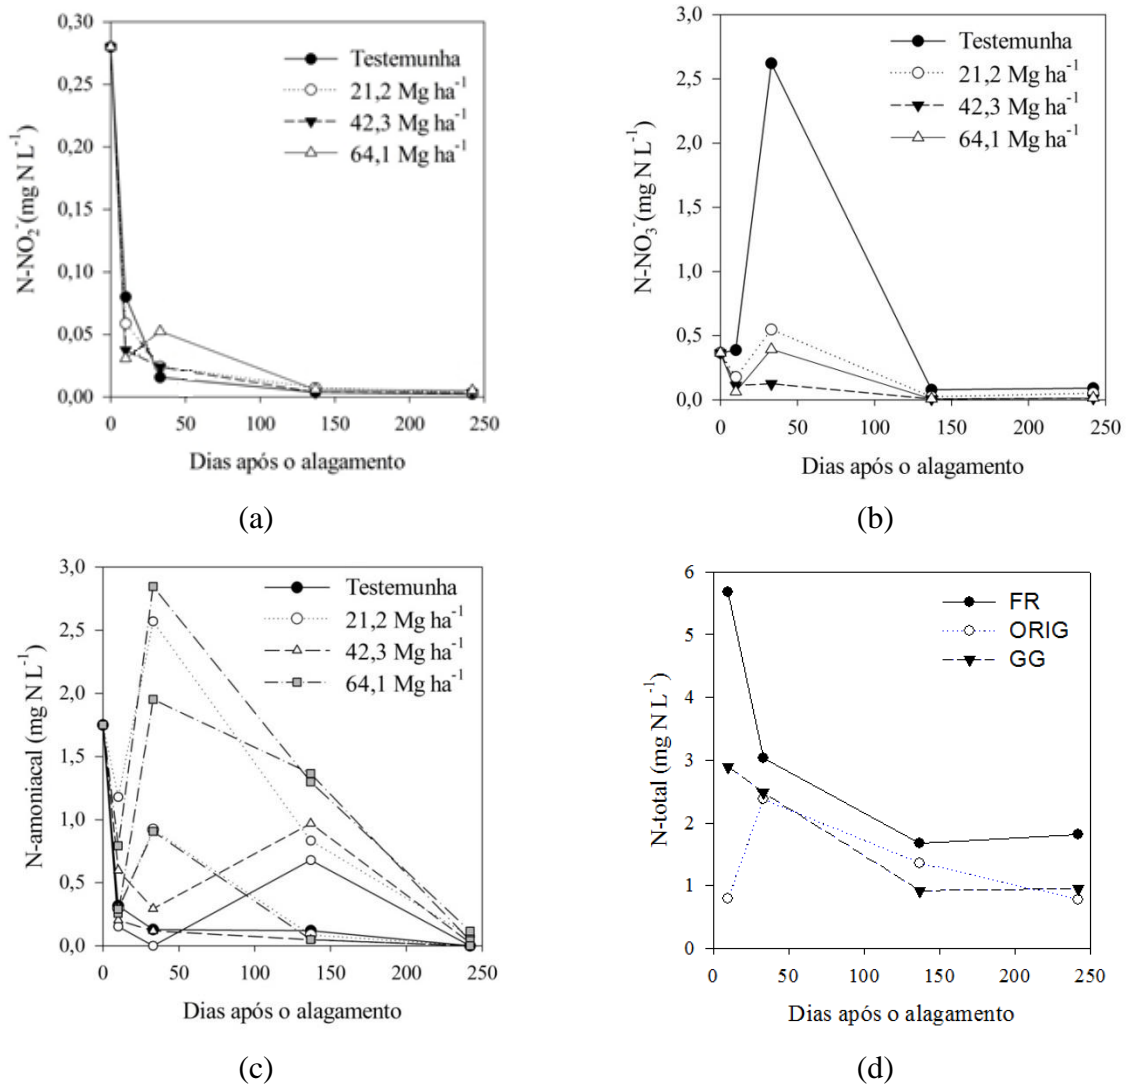 0,30
0,25
0,20
0,15
0,10
0,05
0,00
N-NO₂⁻ (mg N L⁻¹)
Testemunha
21,2 Mg ha⁻¹
42,3 Mg ha⁻¹
64,1 Mg ha⁻¹
0 50 100 150 200 250
Dias após o alagamento
(a)
3,0
2,5
2,0
1,5
1,0
0,5
0,0
N-NO₃⁻ (mg N L⁻¹)
Testemunha
21,2 Mg ha⁻¹
42,3 Mg ha⁻¹
64,1 Mg ha⁻¹
0 50 100 150 200 250
Dias após o alagamento
(b)
3,0
2,5
2,0
1,5
1,0
0,5
0,0
N-amoniacal (mg N L⁻¹)
Testemunha
21,2 Mg ha⁻¹
42,3 Mg ha⁻¹
64,1 Mg ha⁻¹
0 50 100 150 200 250
Dias após o alagamento
(c)
6
5
4
3
2
1
0
N-total (mg N L⁻¹)
FR
ORIG
GG
0 50 100 150 200 250
Dias após o alagamento
(d)